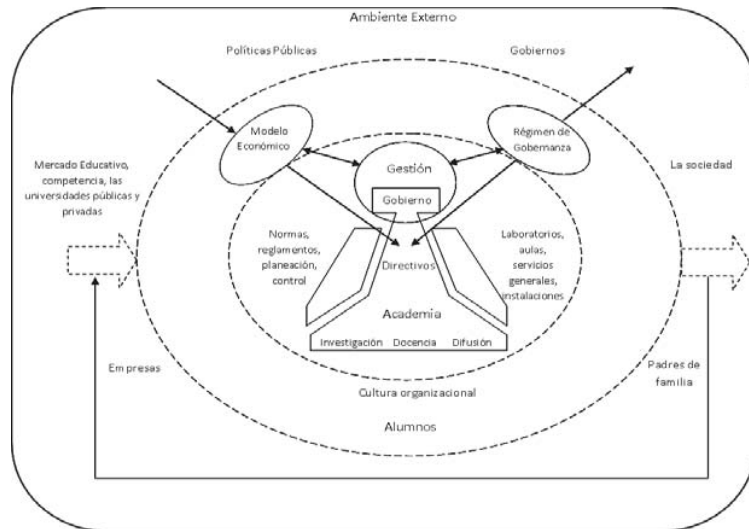 Ambiente Externo
Políticas Públicas
Gobiernos
Modelo
Económico
Régimen de
Gobernanza
Mercado Educativo,
competencia, las
universidades públicas y
privadas
Gestión
Gobierno
La sociedad
Normas,
reglamentos,
planeación,
control
Directivos
Laboratorios,
aulas,
servicios
generales,
instalaciones
Academia
Investigación Docencia Difusión
Empresas
Padres de
familia
Cultura organizacional
Alumnos